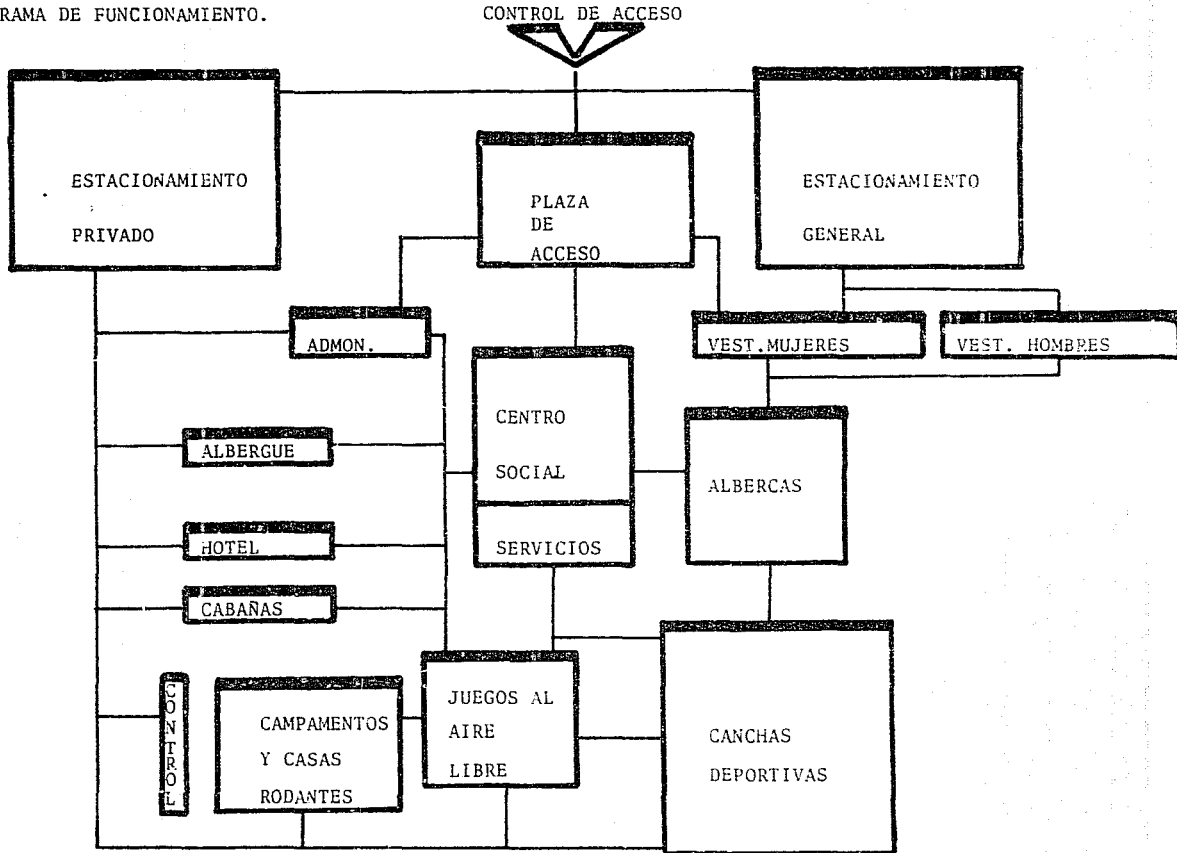 RAMA DE FUNCIONAMIENTO.
CONTROL DE ACCESO
ESTACIONAMIENTO
PRIVADO
PLAZA
DE
ACCESO
ESTACIONAMIENTO
GENERAL
ADMON.
VEST.MUJERES
VEST. HOMBRES
CENTRO
SOCIAL
SERVICIOS
ALBERCAS
ALBERGUE
HOTEL
CABAÑAS
CONTROL
CAMPAMENTOS
Y CASAS
RODANTES
JUEGOS AL
AIRE
LIBRE
CANCHAS
DEPORTIVAS